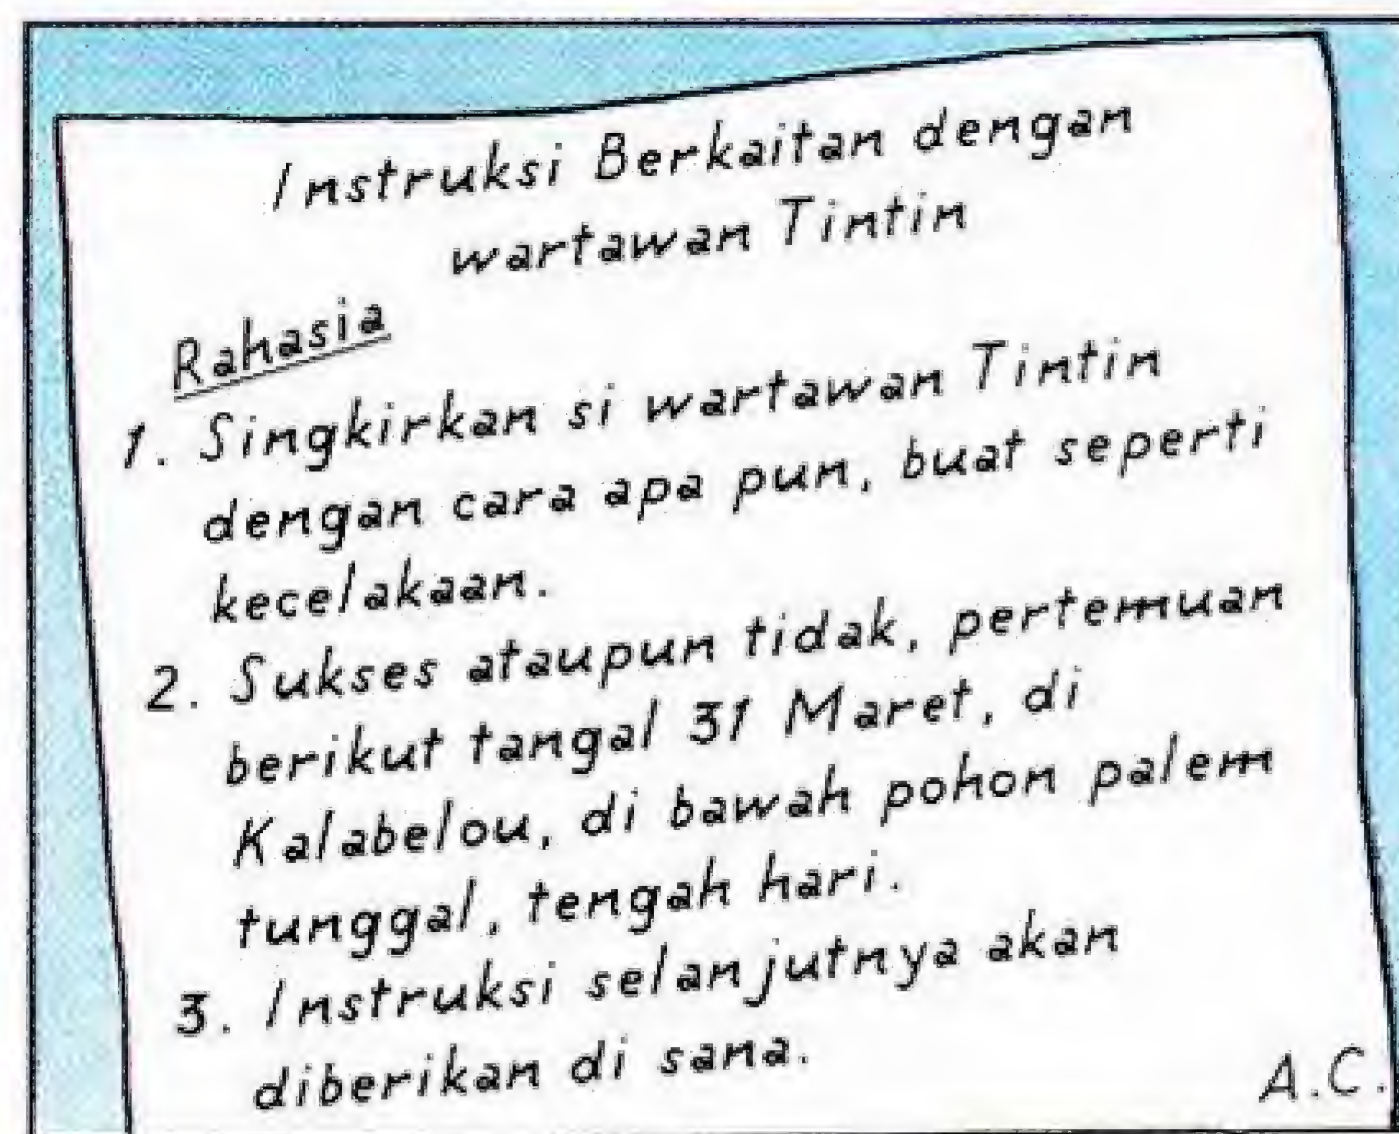 Instruksi Berkaitan dengan
wartawan Tintin
Rahasia
1. Singkirkan si wartawan Tintin
dengan cara apa pun, buat seperti
kecelakaan.
2. Sukses ataupun tidak, pertemuan
berikut tangal 31 Maret, di
Kalabelou, di bawah pohon palem
tunggal, tengah hari.
3. Instruksi selanjutnya akan
diberikan di sana.
A.C.